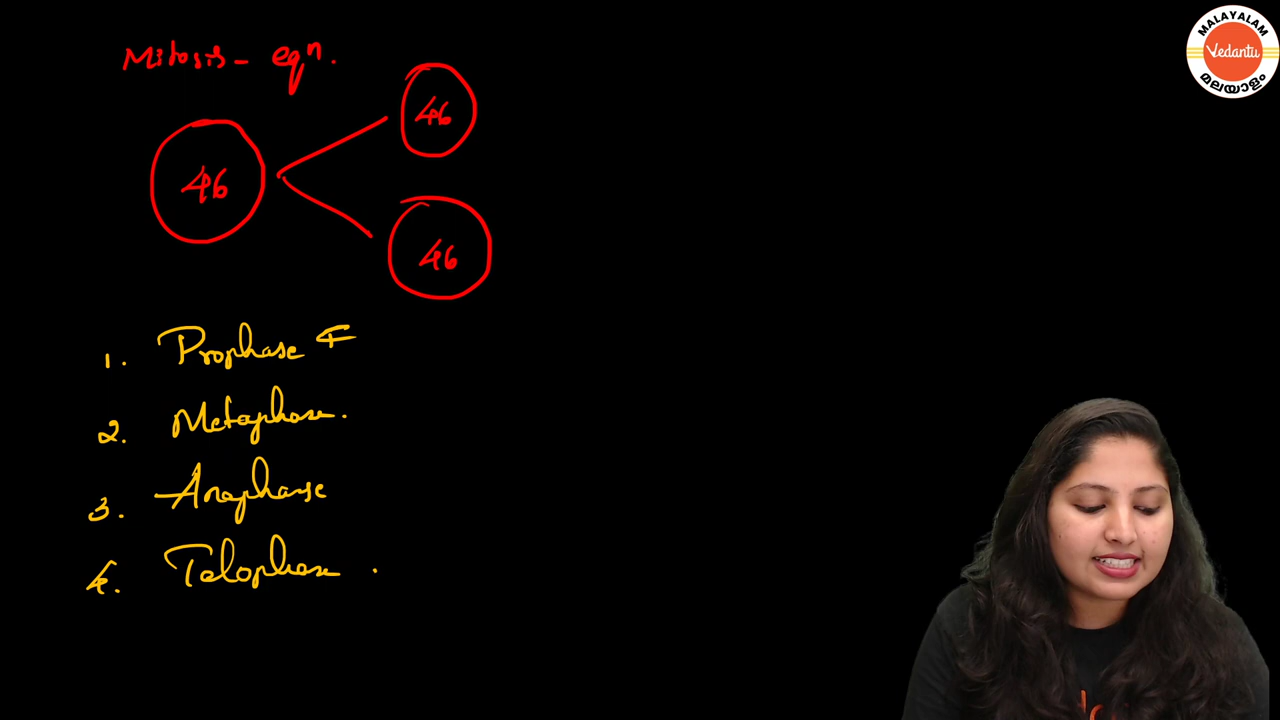 Mitosis - eqn.
46
46
46
1. Prophase
2. Metaphase.
3. Anaphase
4. Telophase.
MALAYALAM
Vedantu
മലയാളം